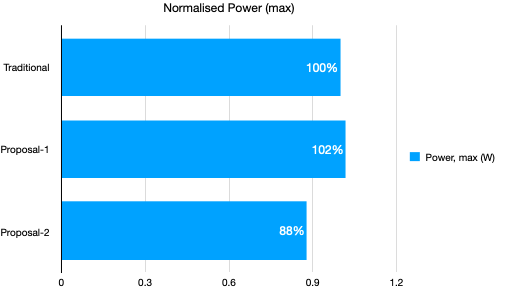 Normalised Power (max)
Traditional
100%
Proposal-1
102%
Power, max (W)
Proposal-2
88%
0
0.3
0.6
0.9
1.2